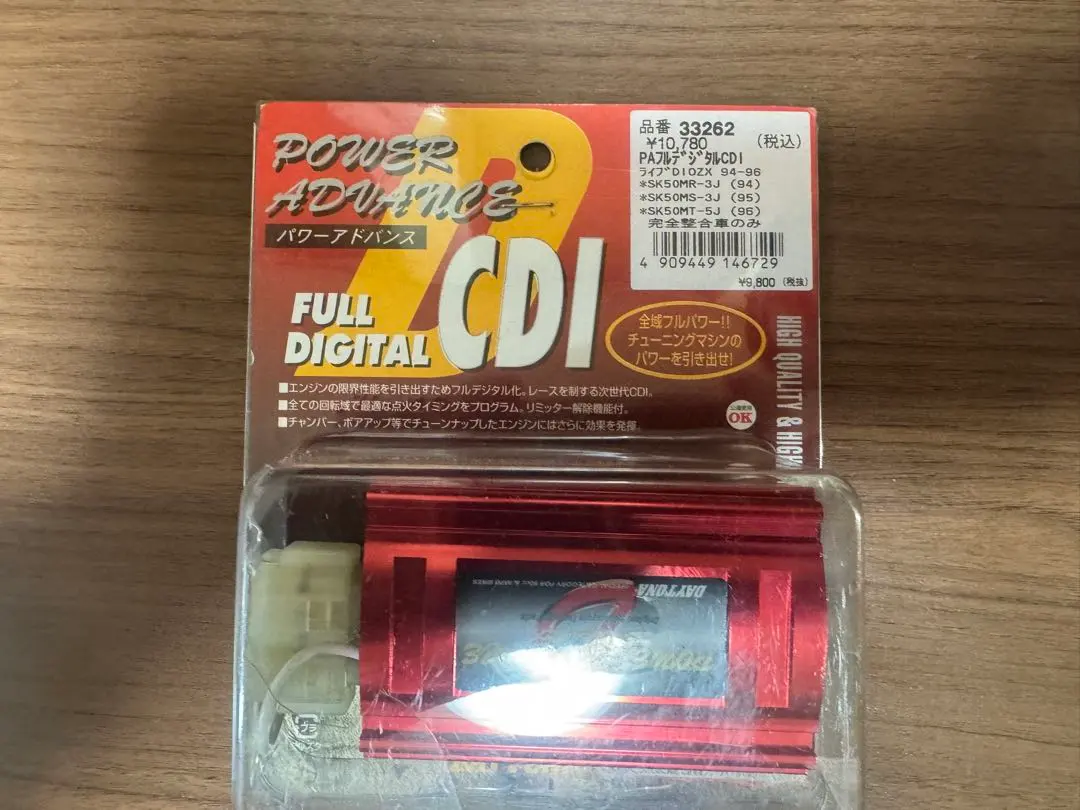 POWER
ADVANCE
パワーアドバンス
FULL
DIGITAL
CDI
品番 33262
¥10,780 (税込)
PAフルデジタルCDI
ライブDIOZX 94-96
*SK50MR-3J (94)
*SK50MS-3J (95)
*SK50MT-5J (96)
完全整合車のみ
4 909449 146729
¥9,800 (税抜)
全域フルパワー!!
チューニングマシンの
パワーを引き出せ!
■エンジンの限界性能を引き出すためフルデジタル化。レースを制する次世代CDI。
■全ての回転域で最適な点火タイミングをプログラム。リミッター解除機能付。
■チャンバー、ボアアップ等でチューンナップしたエンジンにはさらに効果を発揮。
OK
HIGH QUALITY & HIGH
DAYTONA